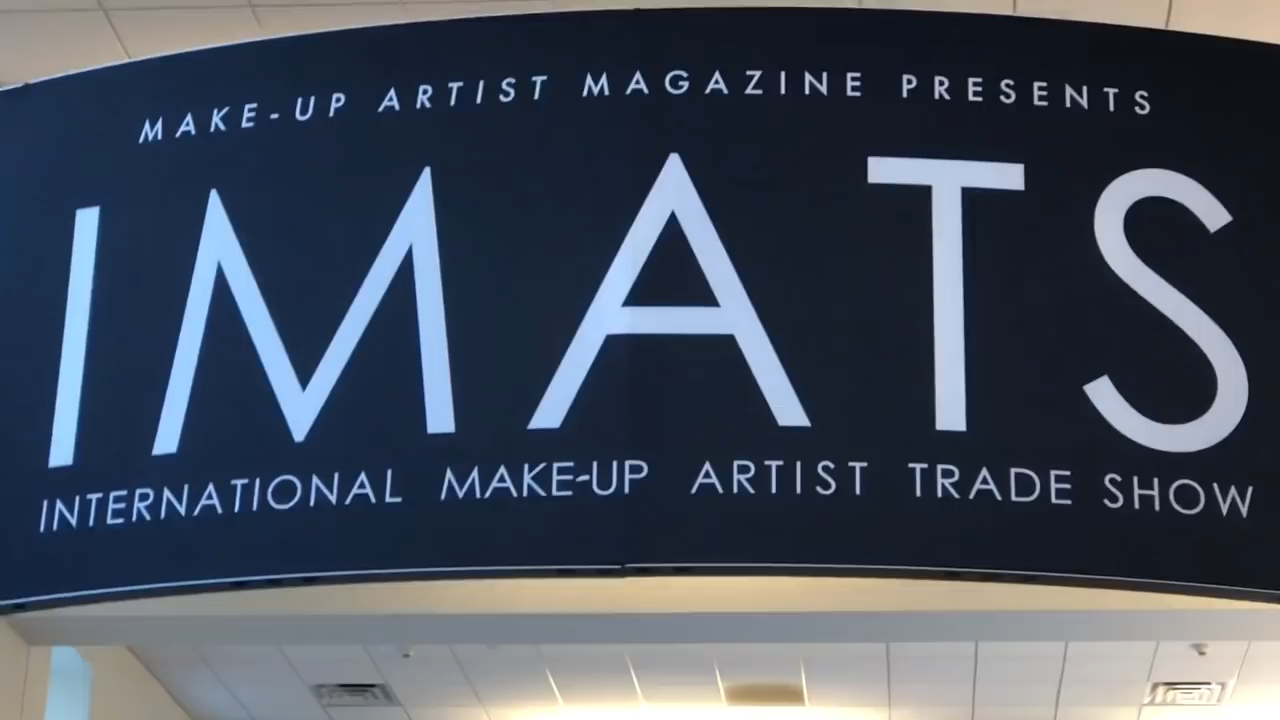 MAKE-UP ARTIST MAGAZINE PRESENTS
IMATS
INTERNATIONAL MAKE-UP ARTIST TRADE SHOW